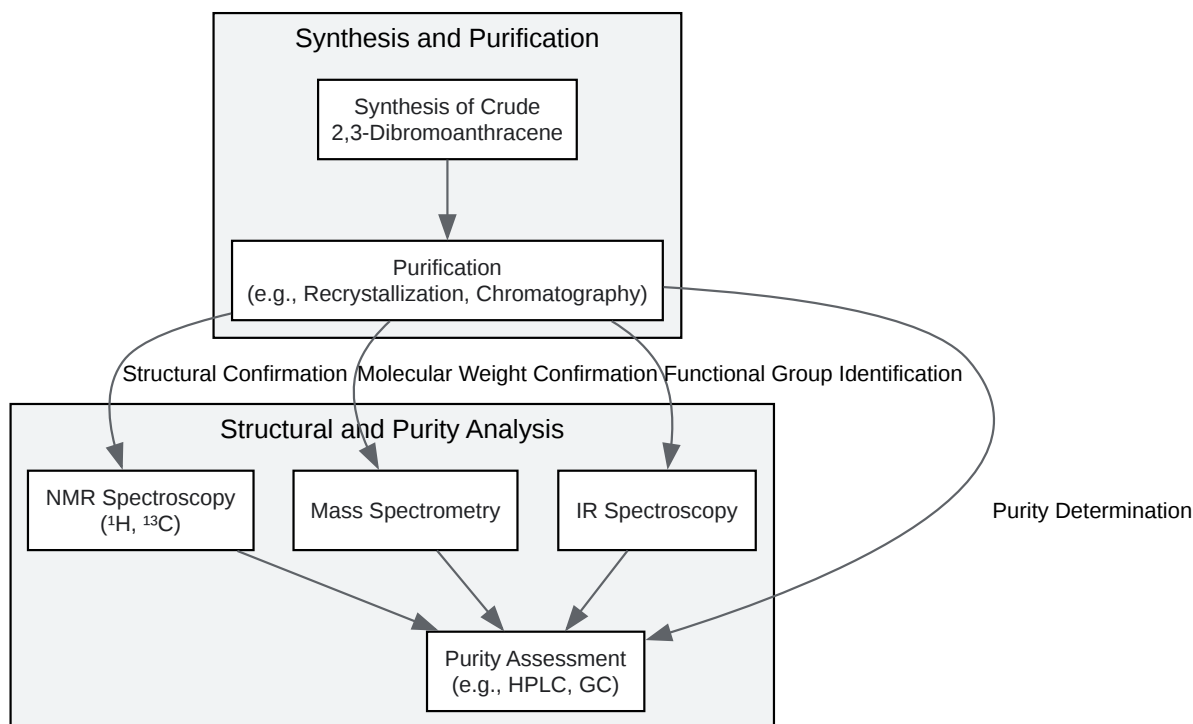 Synthesis and Purification
Synthesis of Crude
2,3-Dibromoanthracene
Purification
(e.g., Recrystallization, Chromatography)
Structural Confirmation
Molecular Weight Confirmation
Functional Group Identification
Structural and Purity Analysis
NMR Spectroscopy
(¹H, ¹³C)
Mass Spectrometry
IR Spectroscopy
Purity Determination
Purity Assessment
(e.g., HPLC, GC)